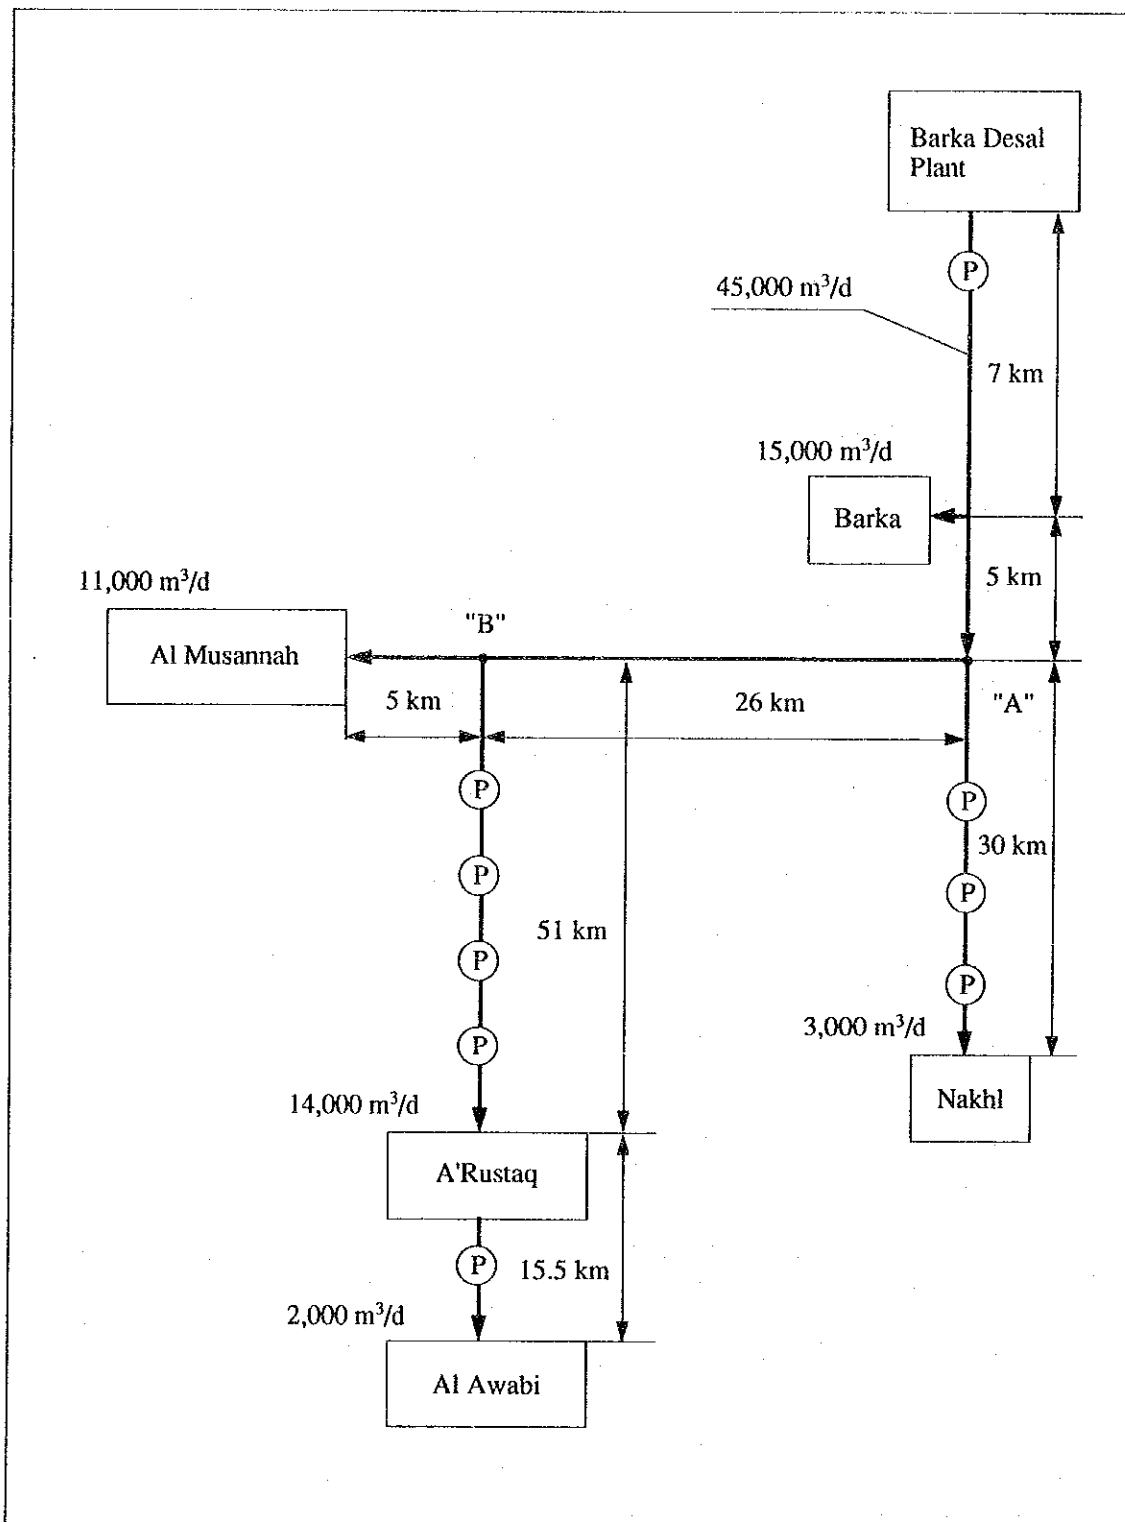 Barka Desal
Plant
P
45,000 m³/d
7 km
15,000 m³/d
Barka
5 km
11,000 m³/d
"B"
Al Musannah
5 km
26 km
"A"
P
P
30 km
P
P
51 km
P
P
P
3,000 m³/d
14,000 m³/d
Nakhl
A'Rustaq
P
15.5 km
2,000 m³/d
Al Awabi